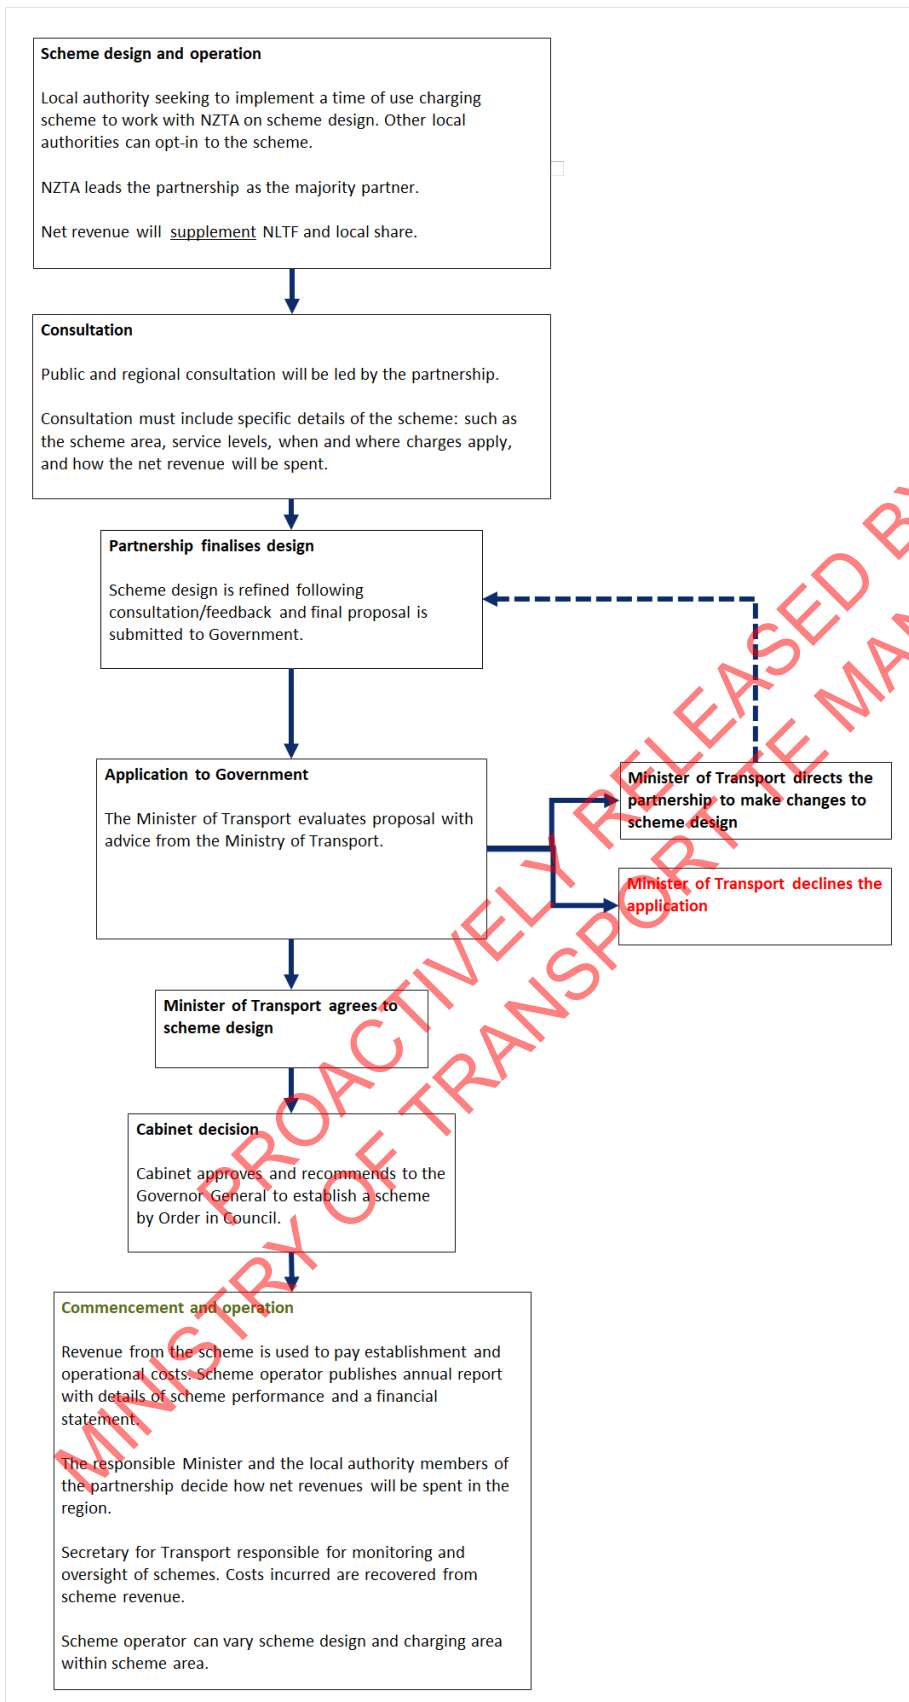 Scheme design and operation
Local authority seeking to implement a time of use charging
scheme to work with NZTA on scheme design. Other local
authorities can opt-in to the scheme.
NZTA leads the partnership as the majority partner.
Net revenue will supplement NLTF and local share.
Consultation
Public and regional consultation will be led by the partnership.
Consultation must include specific details of the scheme: such as
the scheme area, service levels, when and where charges apply,
and how the net revenue will be spent.
Partnership finalises design
Scheme design is refined following
consultation/feedback and final proposal is
submitted to Government.
Application to Government
The Minister of Transport evaluates proposal with
advice from the Ministry of Transport.
Minister of Transport directs the
partnership to make changes to
scheme design
Minister of Transport declines the
application
Minister of Transport agrees to
scheme design
Cabinet decision
Cabinet approves and recommends to the
Governor General to establish a scheme
by Order in Council.
Commencement and operation
Revenue from the scheme is used to pay establishment and
operational costs. Scheme operator publishes annual report
with details of scheme performance and a financial
statement.
The responsible Minister and the local authority members of
the partnership decide how net revenues will be spent in the
region.
Secretary for Transport responsible for monitoring and
oversight of schemes. Costs incurred are recovered from
scheme revenue.
Scheme operator can vary scheme design and charging area
within scheme area.
PROACTIVELY RELEASED BY
MINISTRY OF TRANSPORT TE MAN